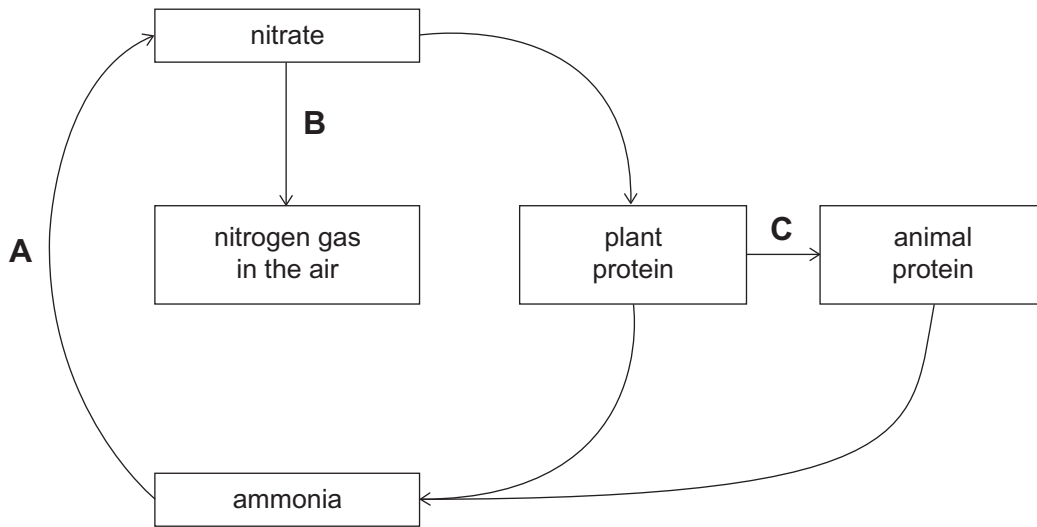 nitrate
B
A
nitrogen gas
in the air
plant
protein
C
animal
protein
ammonia